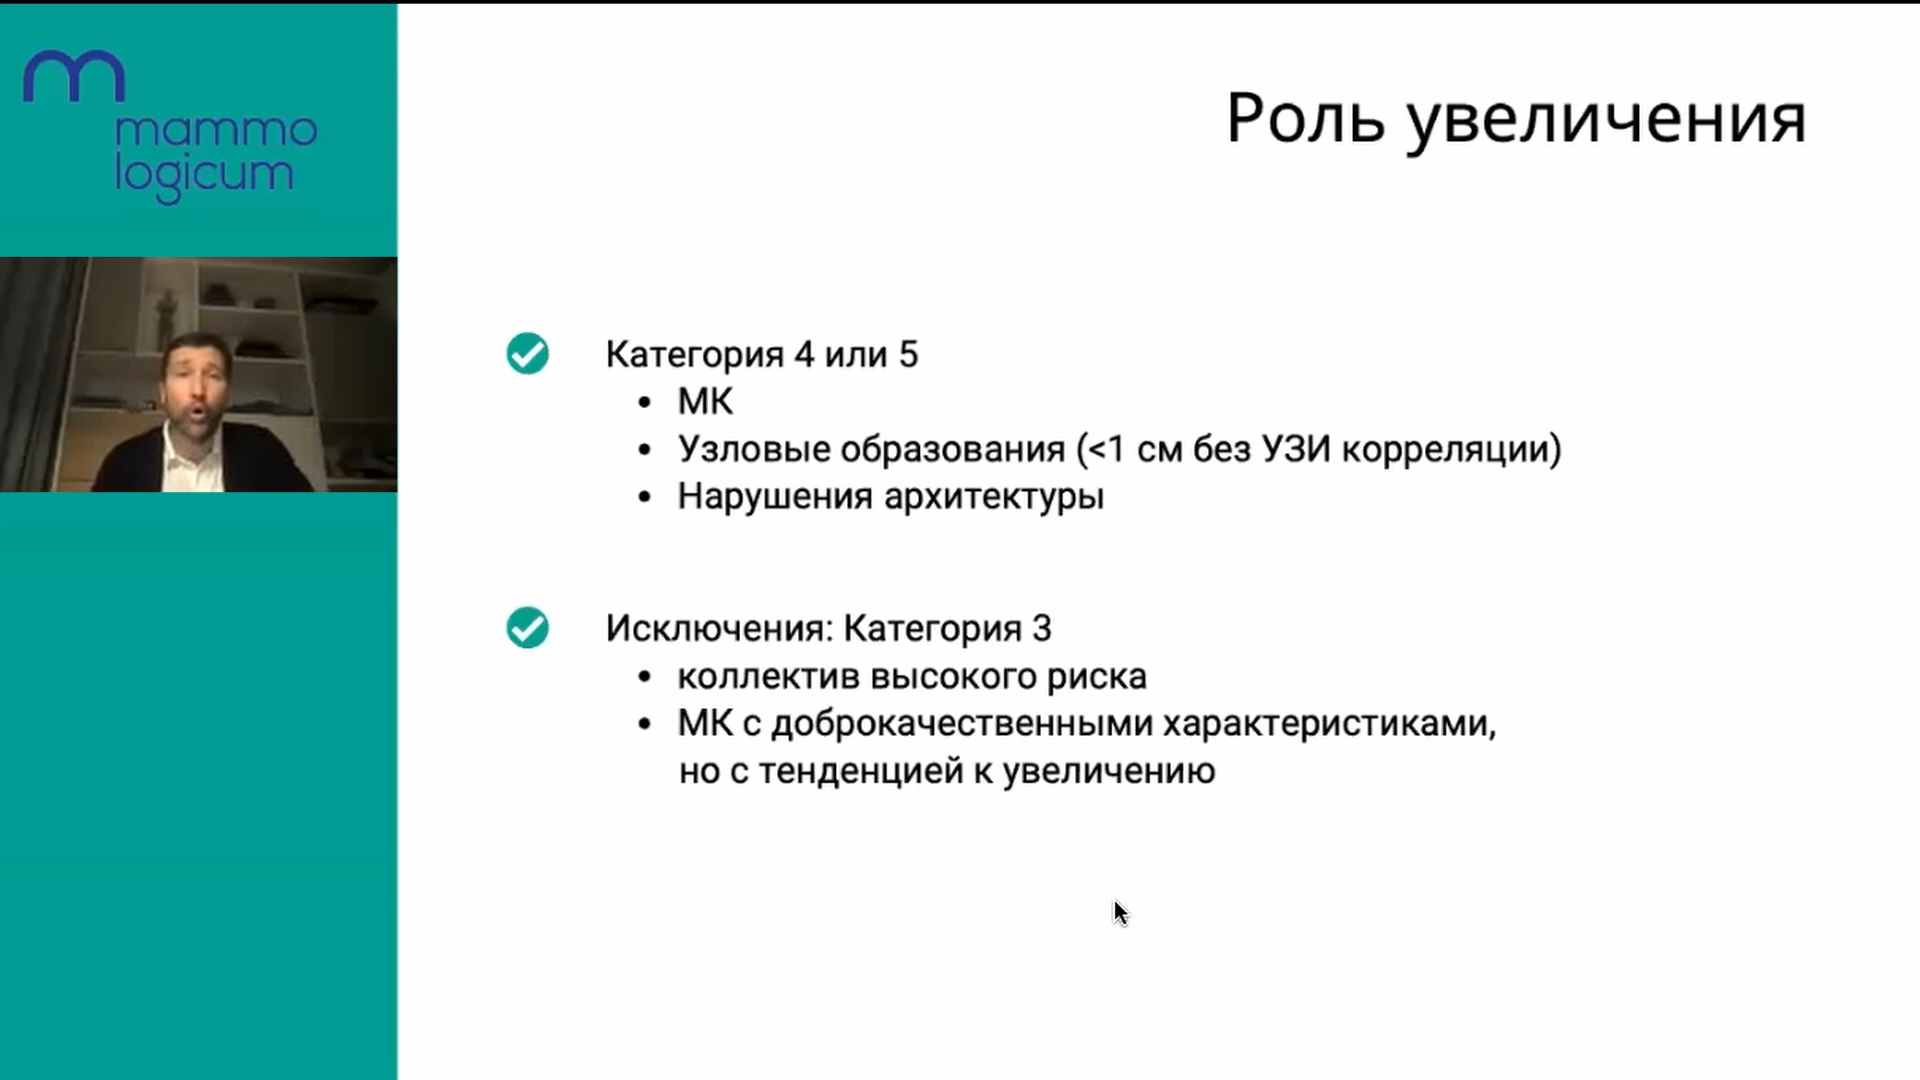 mammo
logicum
Роль увеличения
Категория 4 или 5
• МК
• Узловые образования (<1 см без УЗИ корреляции)
• Нарушения архитектуры
Исключения: Категория 3
• коллектив высокого риска
• МК с доброкачественными характеристиками,
но с тенденцией к увеличению